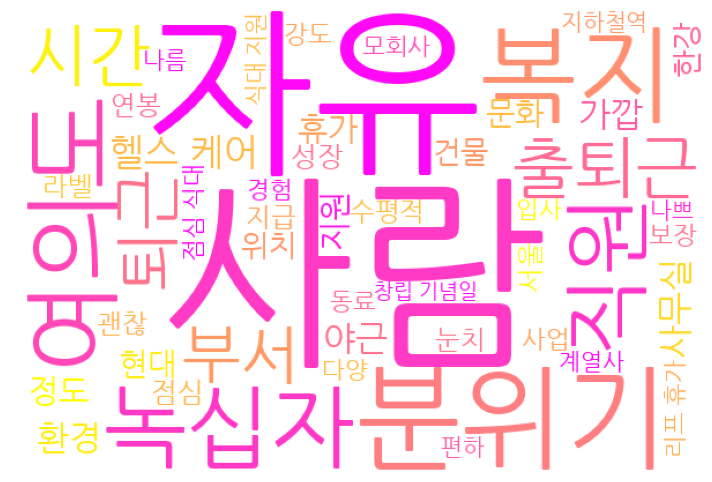 시간
나름
자유
식대 지원
강도
모회사
복지
지하철역
한강
연봉
휴가
문화
가깝
여의도
헬스 케어
성장
건물
출퇴근
라벨
퇴근
점심 식대
경험
지급
위치
지원
수평적
입사
서울
직원
나쁘
보장
사람
창립 기념일
동료
괜찮
현대
부서
야근
눈치
사업
계열사
사무실
리프 휴가
정도
점심
다양
환경
녹십자
분위기
편하